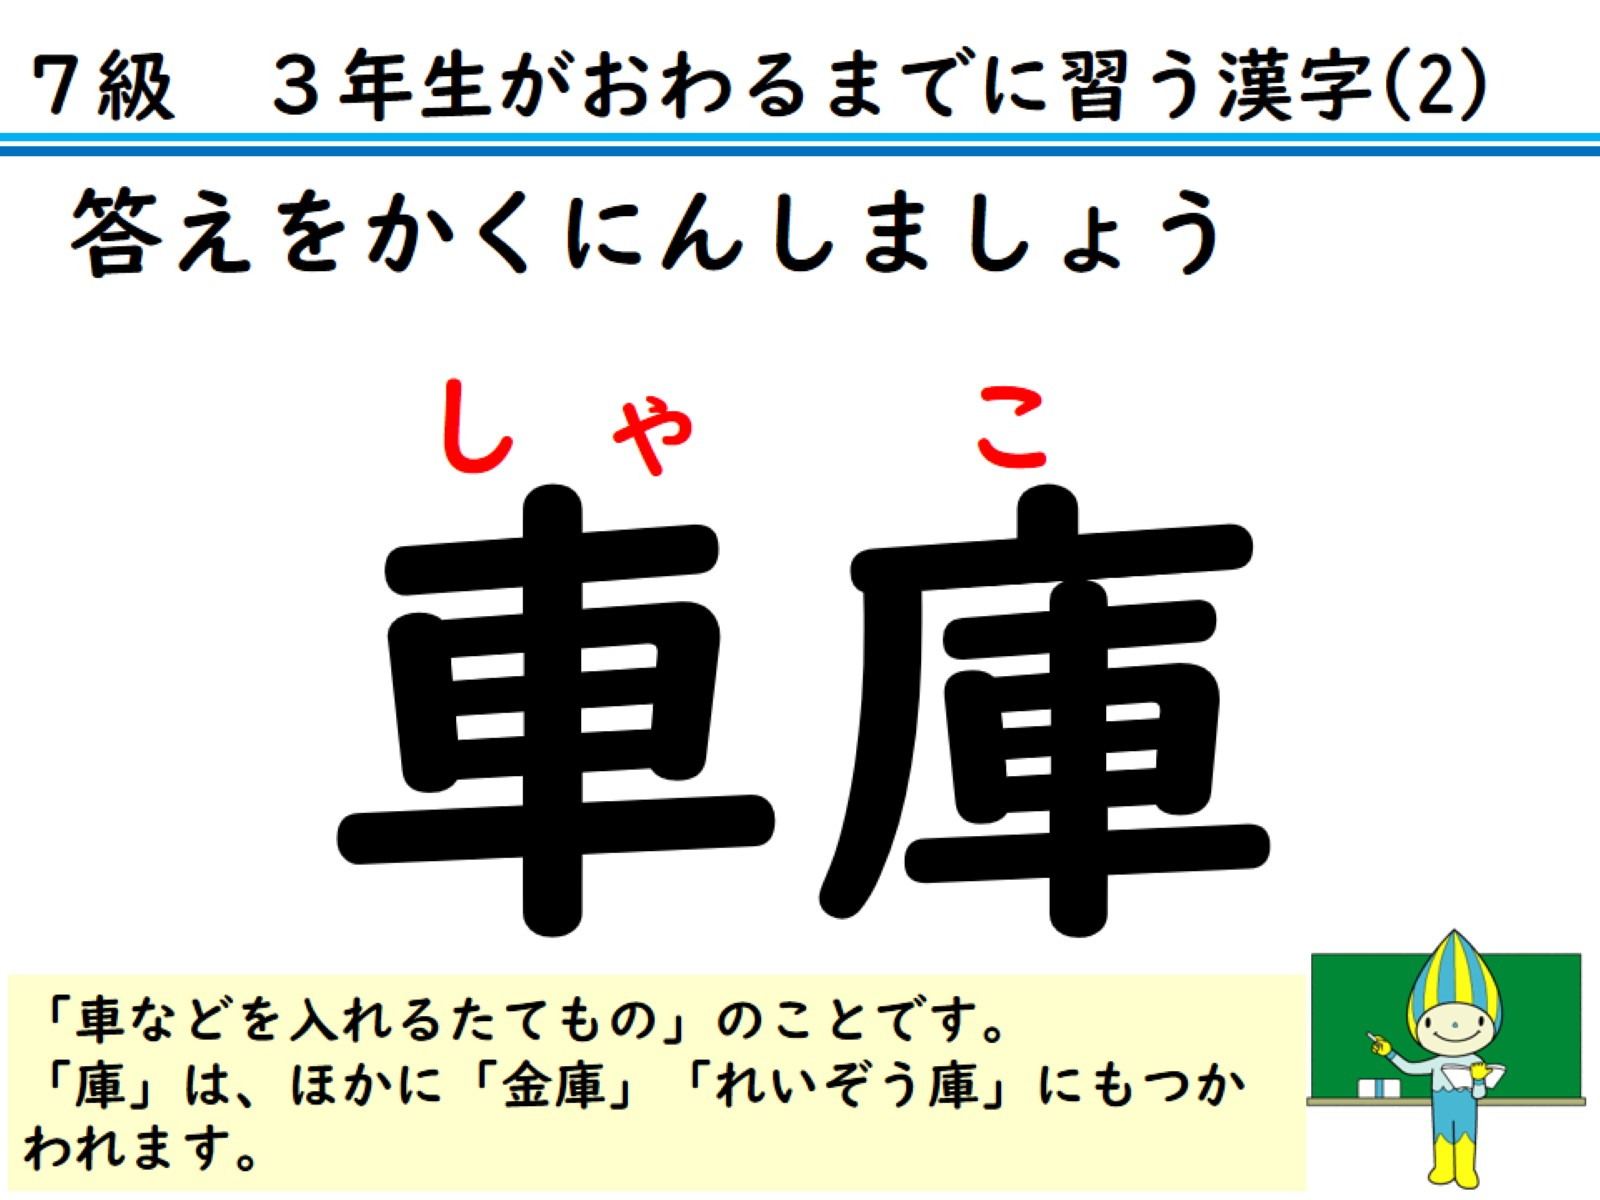 ７級　３年生がおわるまでに習う漢字(2)
答えをかくにんしましょう
しゃ　こ
車庫
「車などを入れるたてもの」のことです。
「庫」は、ほかに「金庫」「れいぞう庫」にもつか
われます。